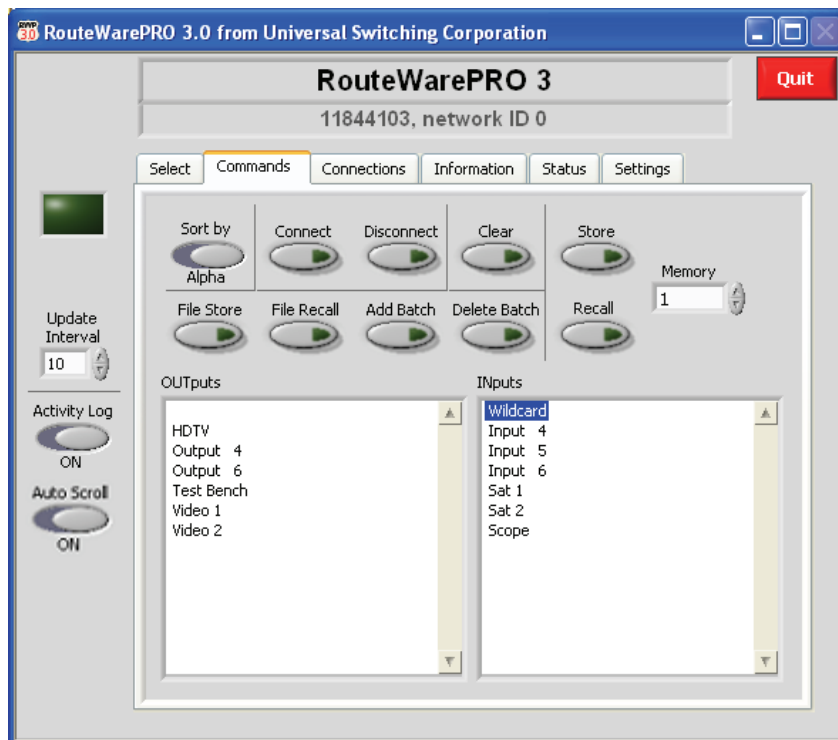 RWP 3.0 RouteWarePRO 3.0 from Universal Switching Corporation
RouteWarePRO 3
Quit
11844103, network ID 0
Select Commands Connections Information Status Settings
Sort by Connect Disconnect Clear Store
Alpha
Memory
1
File Store File Recall Add Batch Delete Batch Recall
Update
Interval
10
Activity Log
ON
Auto Scroll
ON
OUTputs
HDTV
Output 4
Output 6
Test Bench
Video 1
Video 2
INputs
Wildcard
Input 4
Input 5
Input 6
Sat 1
Sat 2
Scope